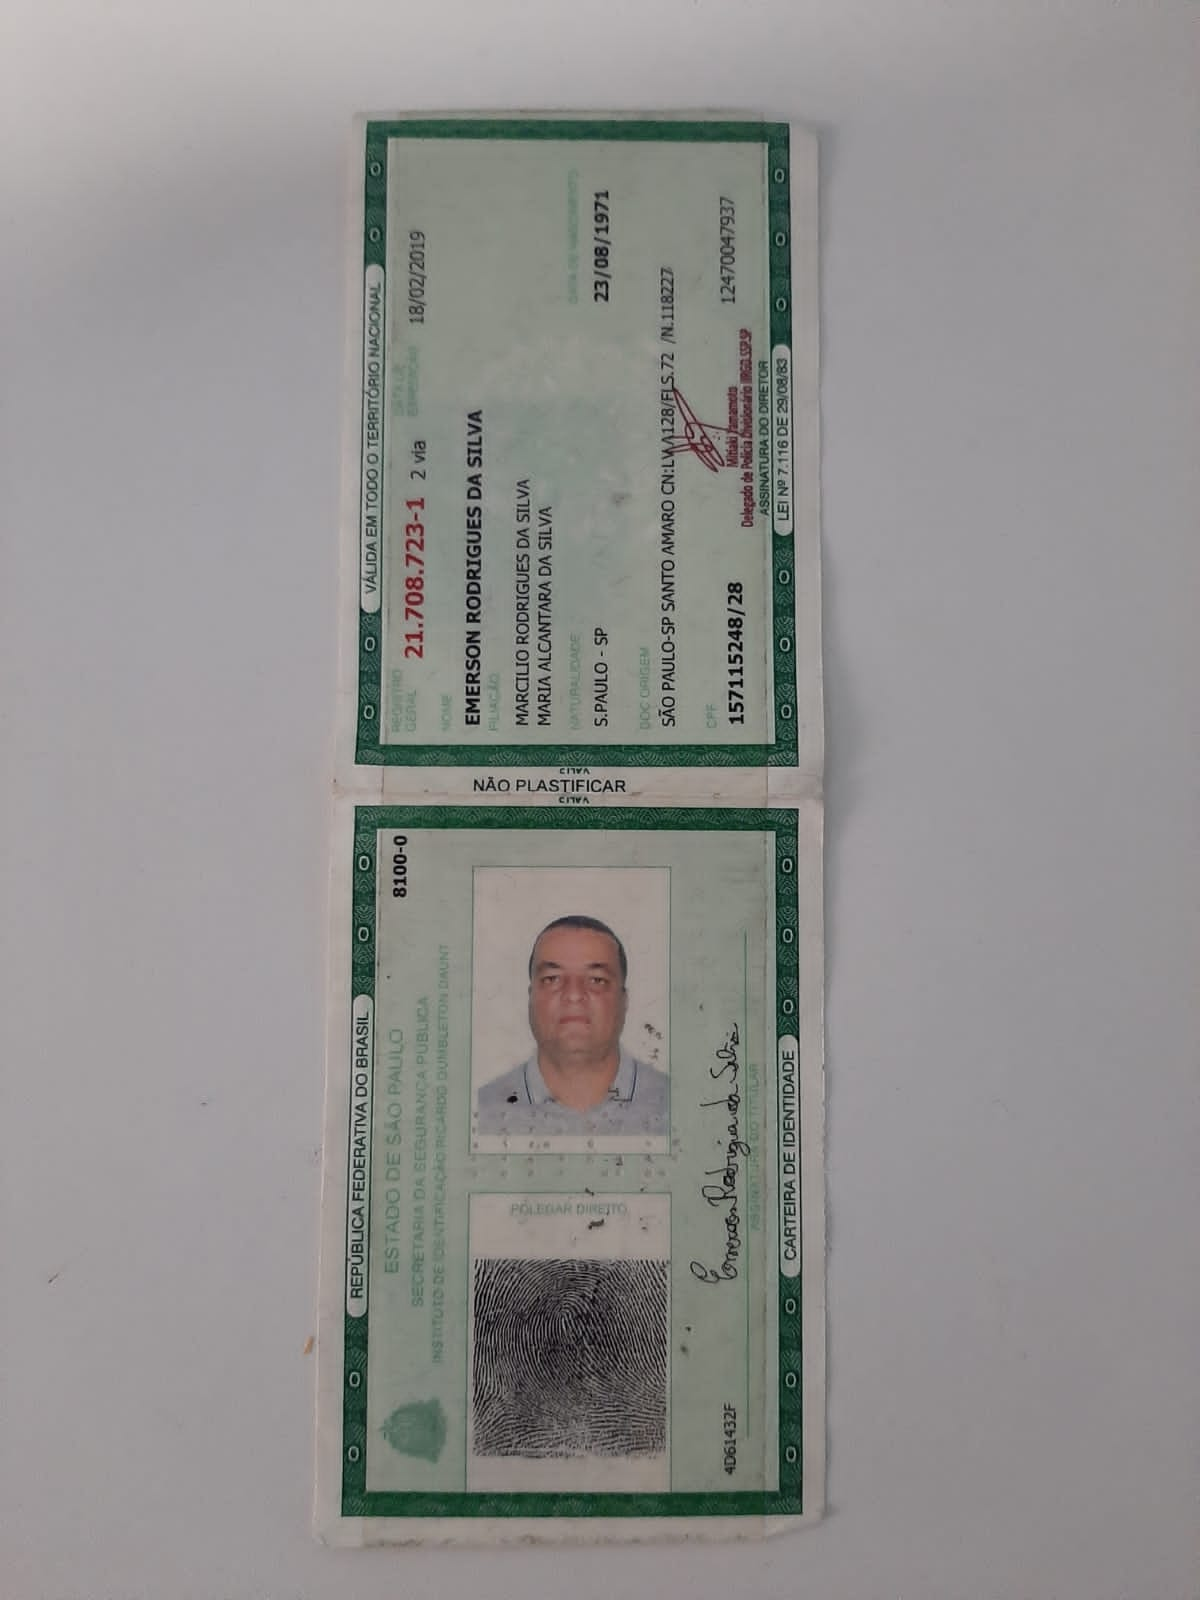 REPÚBLICA FEDERATIVA DO BRASIL
8100-0
ESTADO DE SÃO PAULO
SECRETARIA DA SEGURANÇA PÚBLICA
INSTITUTO DE IDENTIFICAÇÃO RICARDO GUMBLETON DAUNT
POLEGAR DIREITO
Emerson Rodrigues da Silva
ASSINATURA DO TITULAR
4D61432F
CARTEIRA DE IDENTIDADE
NÃO PLASTIFICAR
VÁLIDA EM TODO O TERRITÓRIO NACIONAL
REGISTRO GERAL 21.708.723-1 2 via DATA DE EXPEDIÇÃO 18/02/2019
NOME
EMERSON RODRIGUES DA SILVA
FILIAÇÃO
MARCILIO RODRIGUES DA SILVA
MARIA ALCANTARA DA SILVA
NATURALIDADE DATA DE NASCIMENTO
S.PAULO - SP 23/08/1971
DOC ORIGEM
SÃO PAULO-SP SANTO AMARO CN:LV.A128/FLS.72 /N.118227
CPF
157115248/28 12470047937
Mitiaki Yamamoto
Delegado de Polícia Divisionário IIRGD.SSP.SP
ASSINATURA DO DIRETOR
LEI Nº 7.116 DE 29/08/83